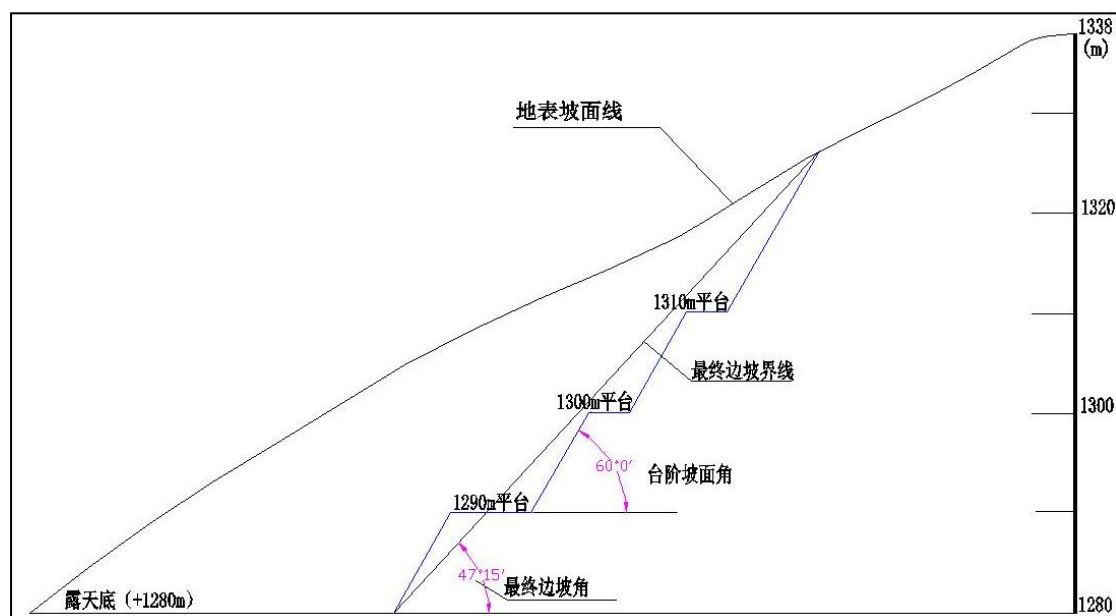 1338
(m)
地表坡面线
1320
1310m平台
最终边坡界线
1300m平台
1300
60°0′
台阶坡面角
1290m平台
47°15′
最终边坡角
露天底（+1280m）
1280